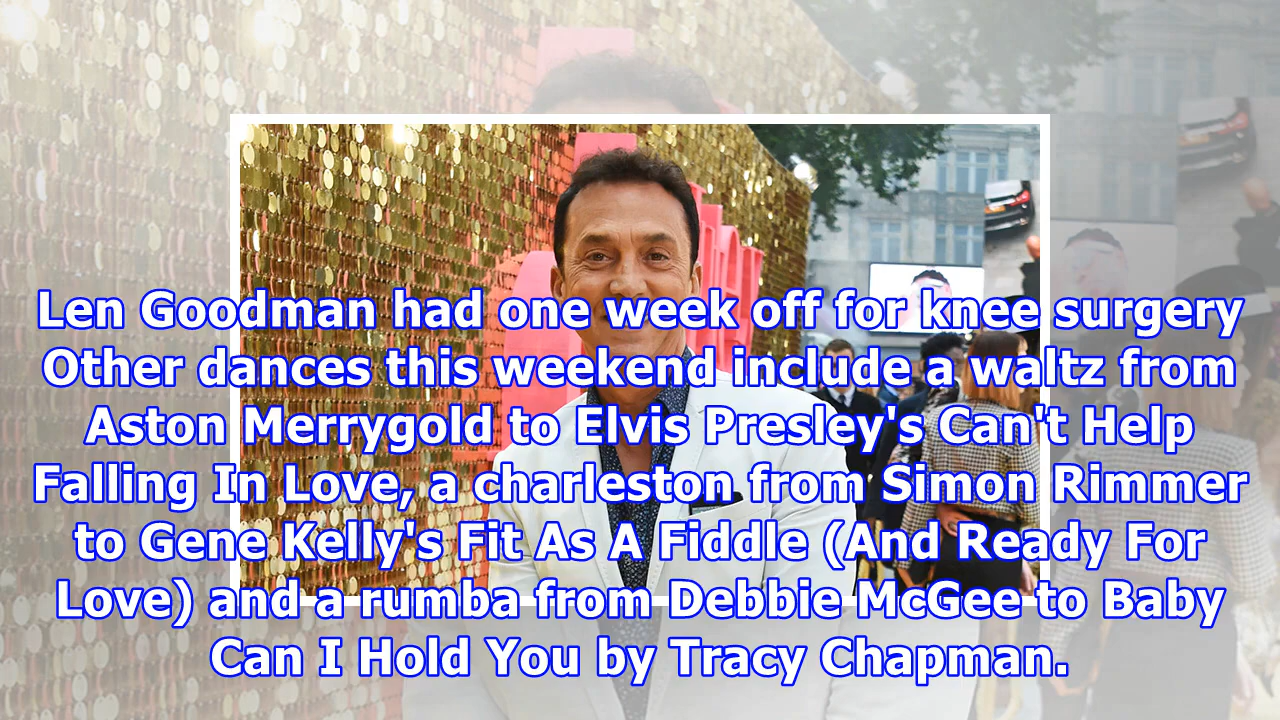 Len Goodman had one week off for knee surgery
Other dances this weekend include a waltz from
Aston Merrygold to Elvis Presley's Can't Help
Falling In Love, a charleston from Simon Rimmer
to Gene Kelly's Fit As A Fiddle (And Ready For
Love) and a rumba from Debbie McGee to Baby
Can I Hold You by Tracy Chapman.